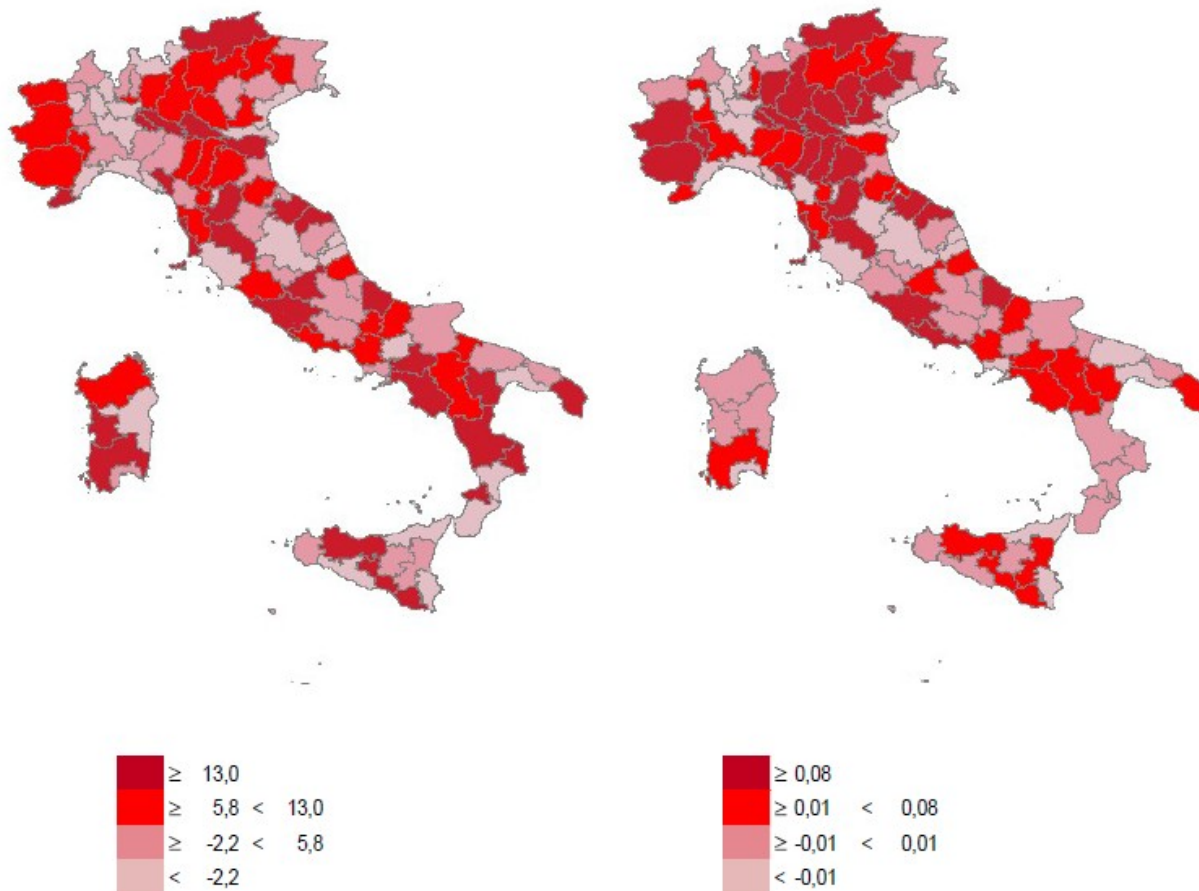 ≥ 13,0
≥ 5,8 < 13,0
≥ -2,2 < 5,8
< -2,2
≥ 0,08
≥ 0,01 < 0,08
≥ -0,01 < 0,01
< -0,01